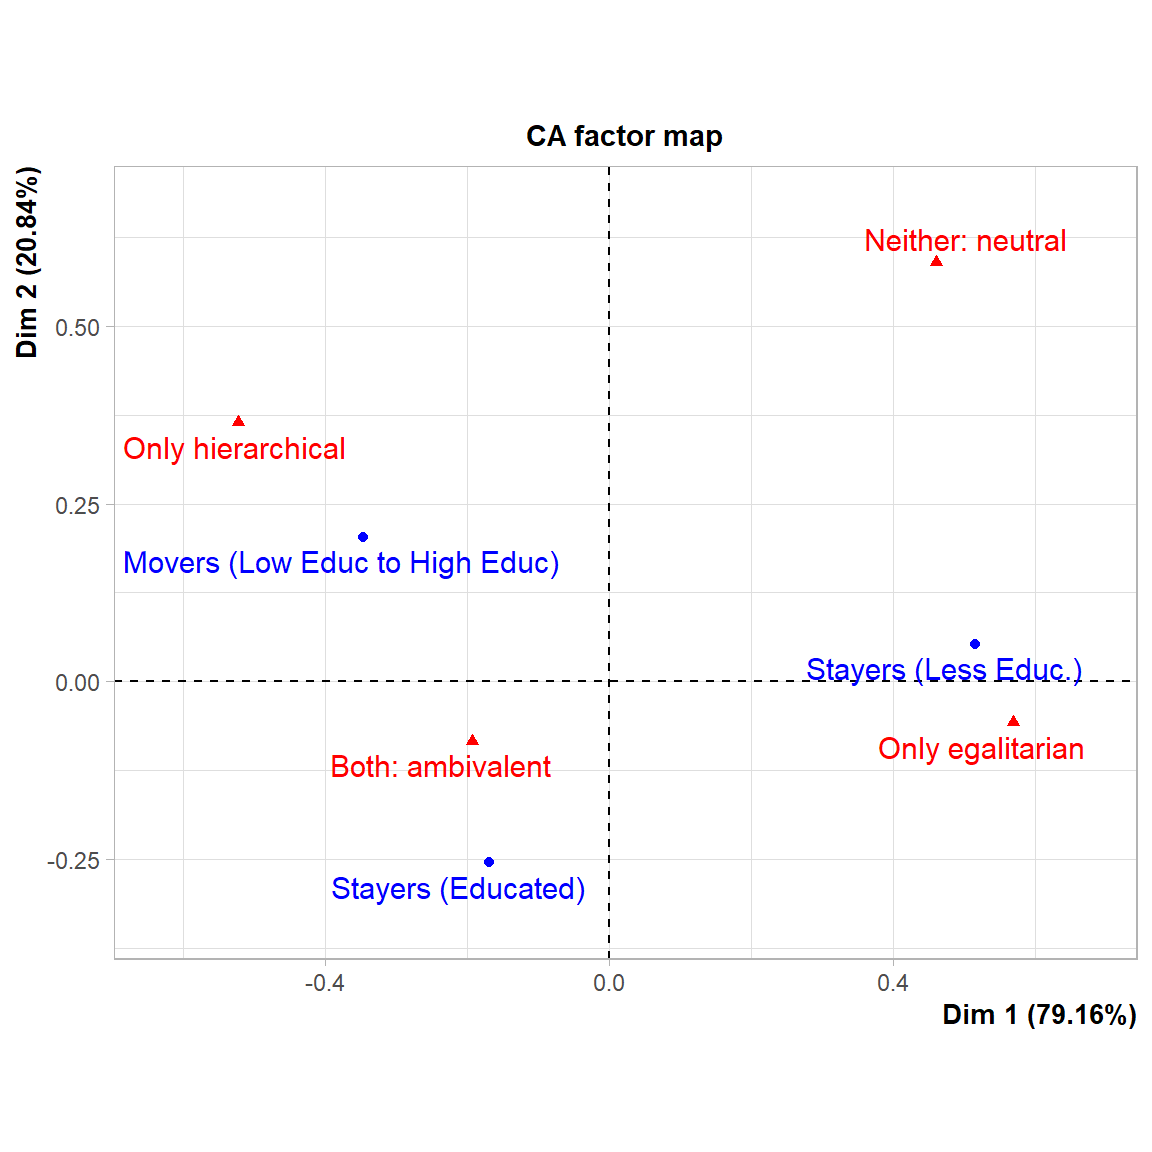 CA factor map
Dim 2 (20.84%)
Neither: neutral
0.50
Only hierarchical
0.25
Movers (Low Educ to High Educ)
Stayers (Less Educ.)
0.00
Only egalitarian
Both: ambivalent
-0.25
Stayers (Educated)
-0.4
0.0
0.4
Dim 1 (79.16%)